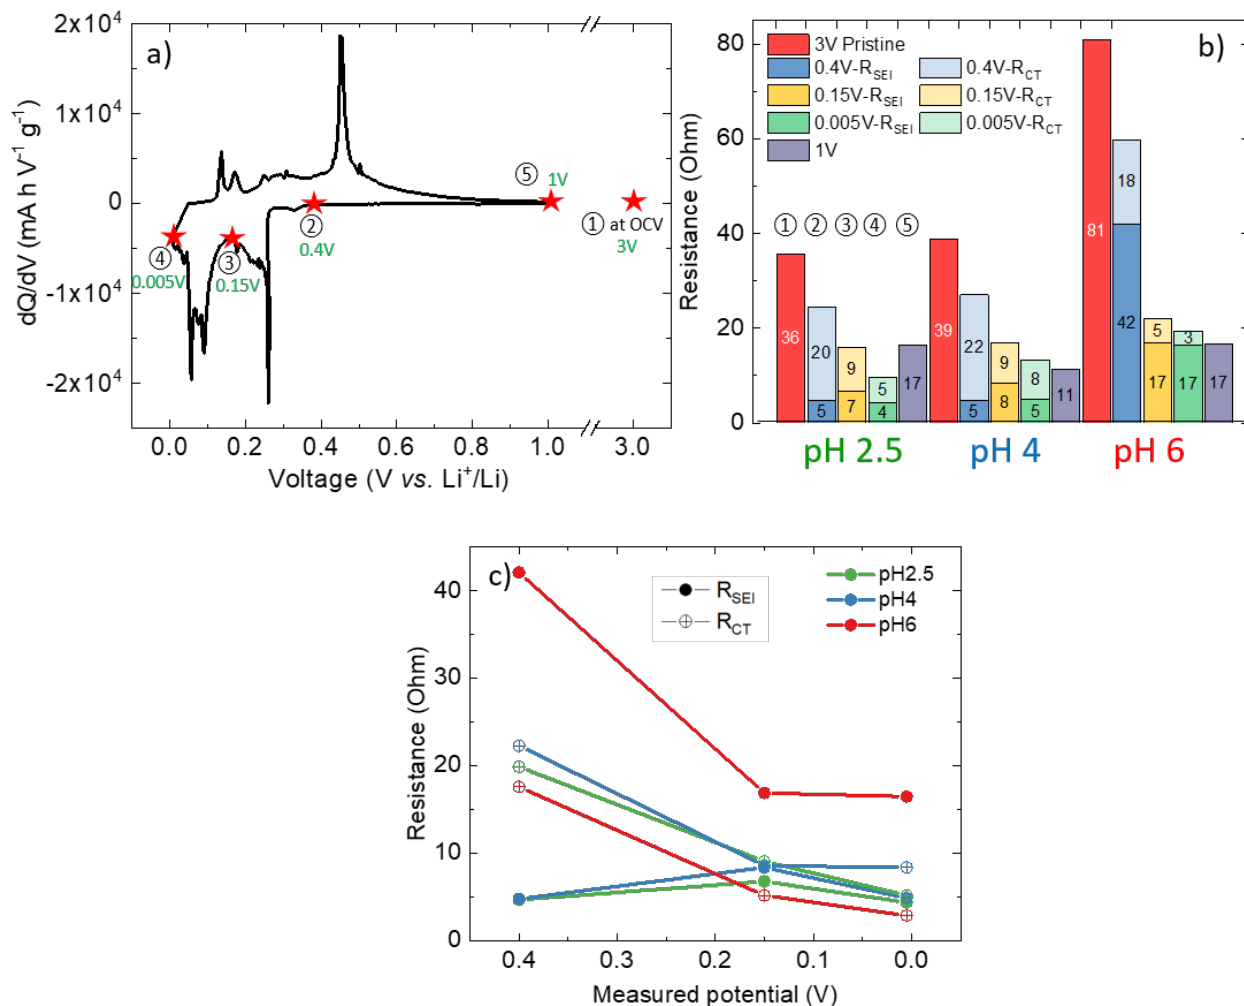 a)
2x10⁴
1x10⁴
0
-1x10⁴
-2x10⁴
dQ/dV (mA h V⁻¹ g⁻¹)
⑤ 1V
① at OCV
3V
②
0.4V
③
0.15V
④
0.005V
0.0 0.2 0.4 0.6 0.8 1.0 3.0
Voltage (V vs. Li⁺/Li)
b)
3V Pristine
0.4V-R_SEI 0.4V-R_CT
0.15V-R_SEI 0.15V-R_CT
0.005V-R_SEI 0.005V-R_CT
1V
80
60
40
20
0
Resistance (Ohm)
① ② ③ ④ ⑤
36 20 5 9 7 5 4 17
39 22 5 9 8 8 5 11
81 18 42 5 17 3 17 17
pH 2.5 pH 4 pH 6
c)
R_SEI
R_CT
pH2.5
pH4
pH6
40
30
20
10
0
Resistance (Ohm)
0.4 0.3 0.2 0.1 0.0
Measured potential (V)